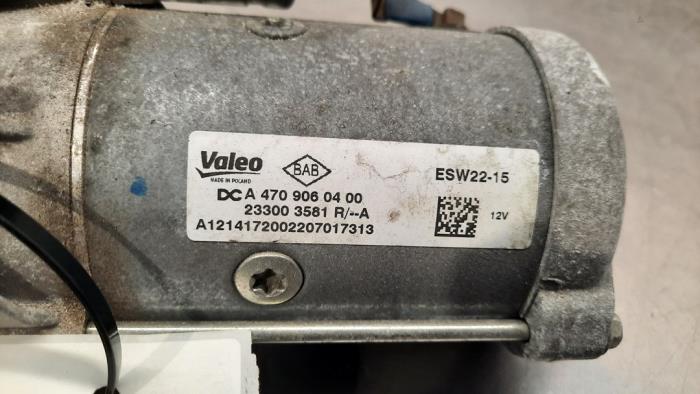 Valeo BAB ESW22-15
MADE IN POLAND
DC A 470 906 04 00
23300 3581 R/--A 12V
A1214172002207017313